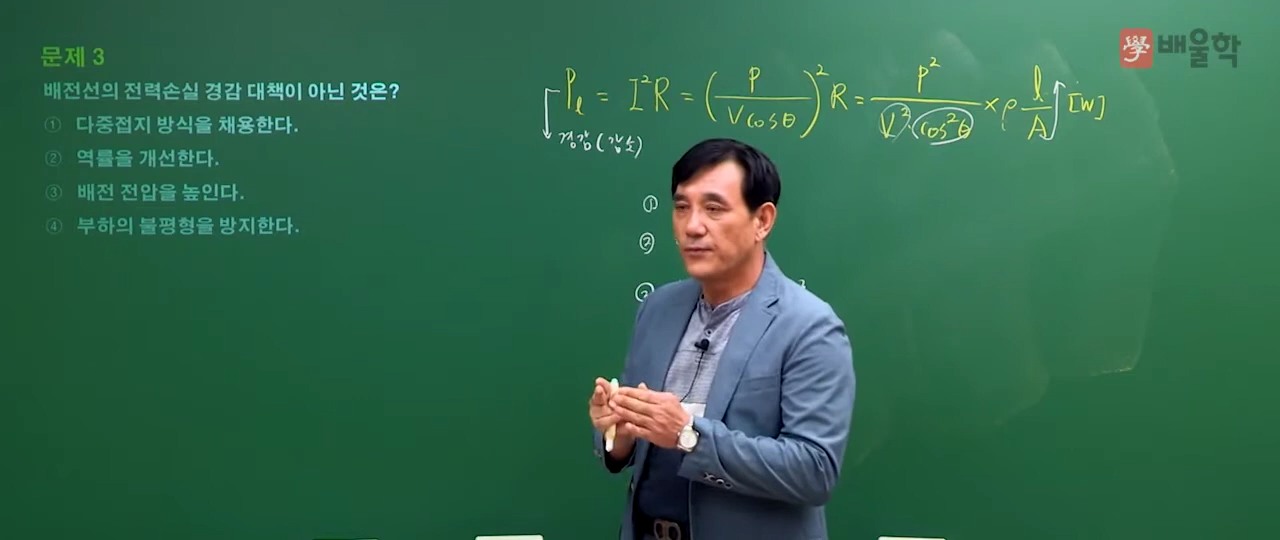 문제 3
배전선의 전력손실 경감 대책이 아닌 것은?
① 다중접지 방식을 채용한다.
② 역률을 개선한다.
③ 배전 전압을 높인다.
④ 부하의 불평형을 방지한다.
學 배울학
Pℓ = I²R = (P / V cosθ)² R = P² / V² · cos²θ × ρ ℓ / A [W]
경감(감소)
①
②
③